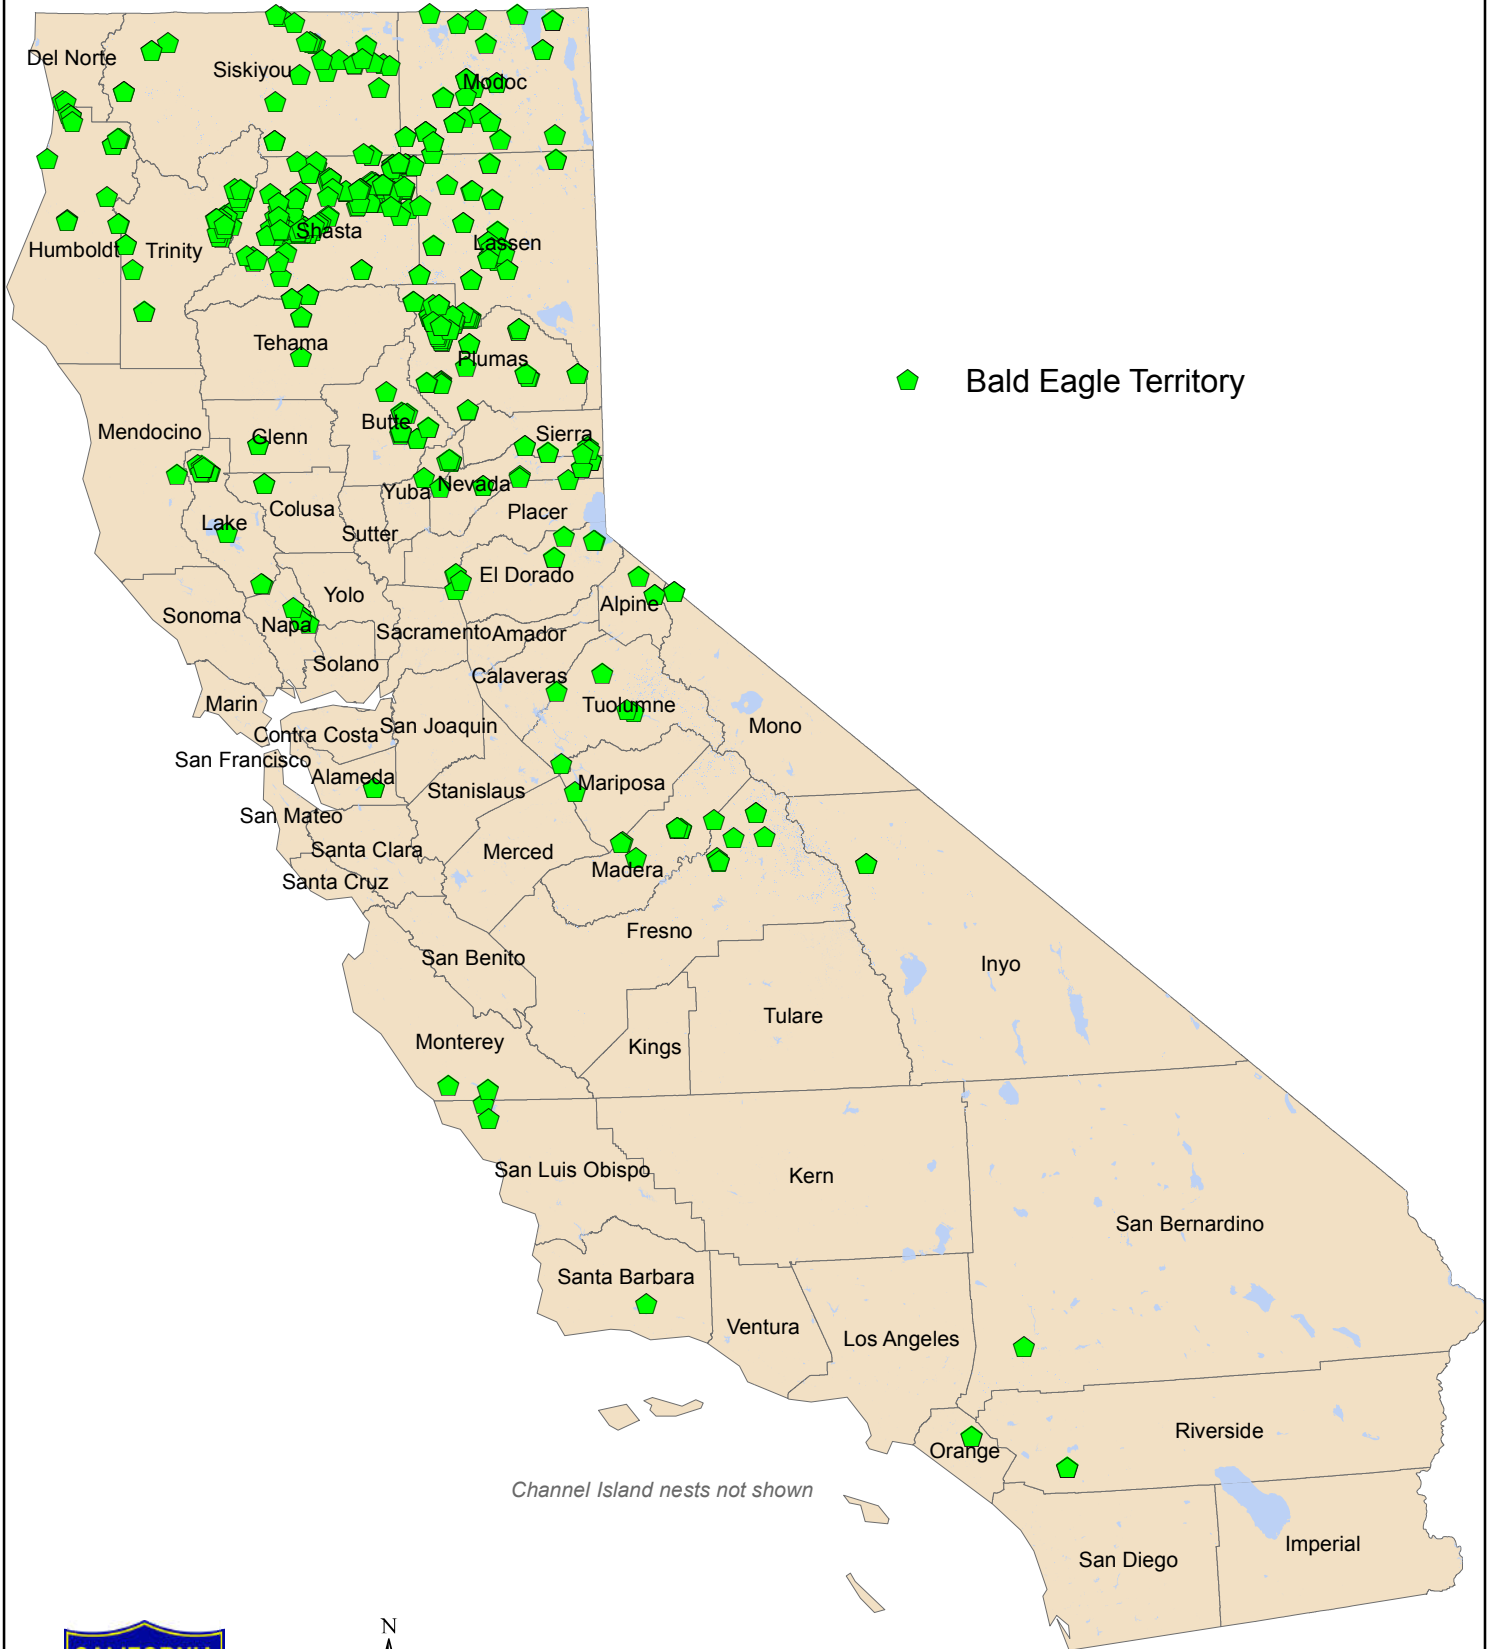 Del Norte
Siskiyou
Modoc
Humboldt
Trinity
Shasta
Lassen
Tehama
Plumas
Bald Eagle Territory
Mendocino
Glenn
Butte
Sierra
Colusa
Yuba
Nevada
Lake
Sutter
Placer
Sonoma
Napa
Yolo
El Dorado
Alpine
Sacramento
Amador
Solano
Calaveras
Marin
Contra Costa
San Joaquin
Tuolumne
Mono
San Francisco
Alameda
Stanislaus
Mariposa
San Mateo
Santa Clara
Merced
Santa Cruz
Madera
Fresno
San Benito
Inyo
Monterey
Kings
Tulare
San Luis Obispo
Kern
San Bernardino
Santa Barbara
Ventura
Los Angeles
Orange
Riverside
Channel Island nests not shown
San Diego
Imperial
N
CALIFORNIA